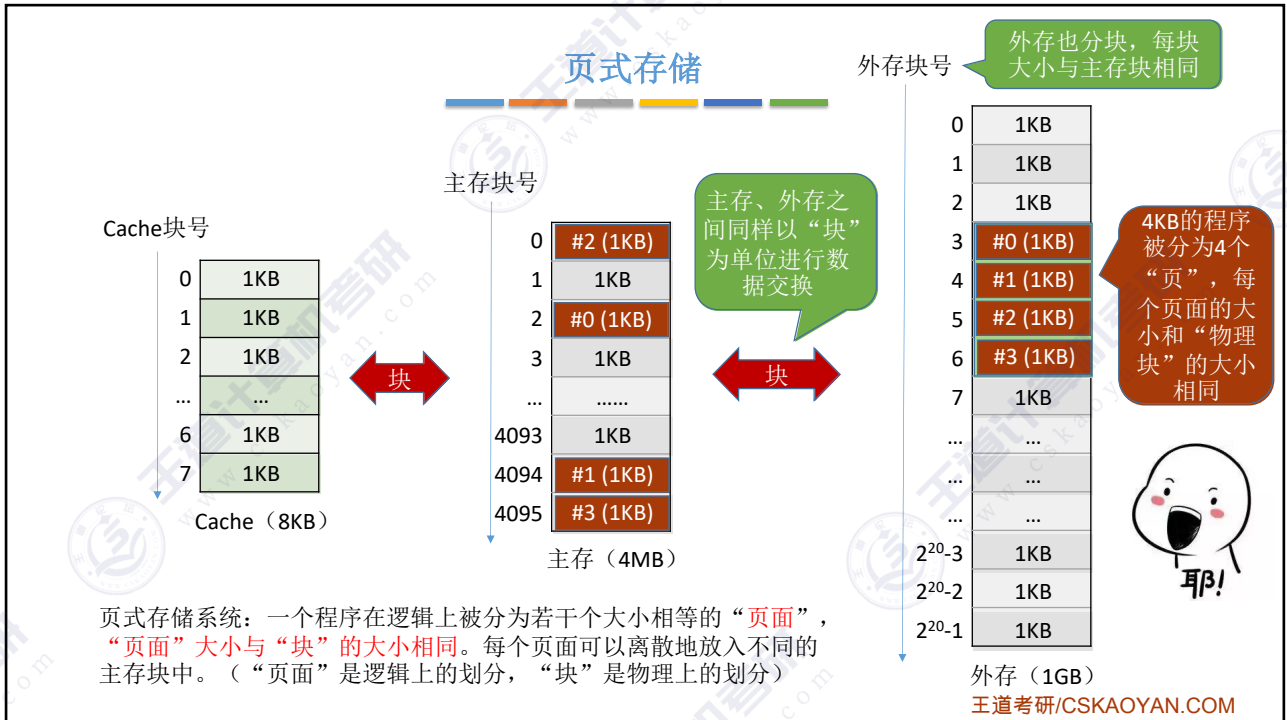 页式存储
外存块号
外存也分块，每块
大小与主存块相同
Cache块号
0 1KB
1 1KB
2 1KB
... ...
6 1KB
7 1KB
Cache（8KB）
块
主存块号
0 #2 (1KB)
1 1KB
2 #0 (1KB)
3 1KB
... ......
4093 1KB
4094 #1 (1KB)
4095 #3 (1KB)
主存（4MB）
主存、外存之
间同样以“块”
为单位进行数
据交换
块
0 1KB
1 1KB
2 1KB
3 #0 (1KB)
4 #1 (1KB)
5 #2 (1KB)
6 #3 (1KB)
7 1KB
... ...
... ...
... ...
2²⁰-3 1KB
2²⁰-2 1KB
2²⁰-1 1KB
外存（1GB）
4KB的程序
被分为4个
“页”，每
个页面的大
小和“物理
块”的大小
相同
耶!
页式存储系统：一个程序在逻辑上被分为若干个大小相等的“页面”，
“页面”大小与“块”的大小相同。每个页面可以离散地放入不同的
主存块中。（“页面”是逻辑上的划分，“块”是物理上的划分）
王道考研/CSKAOYAN.COM
王道计算机考研
www.cskaoyan.com